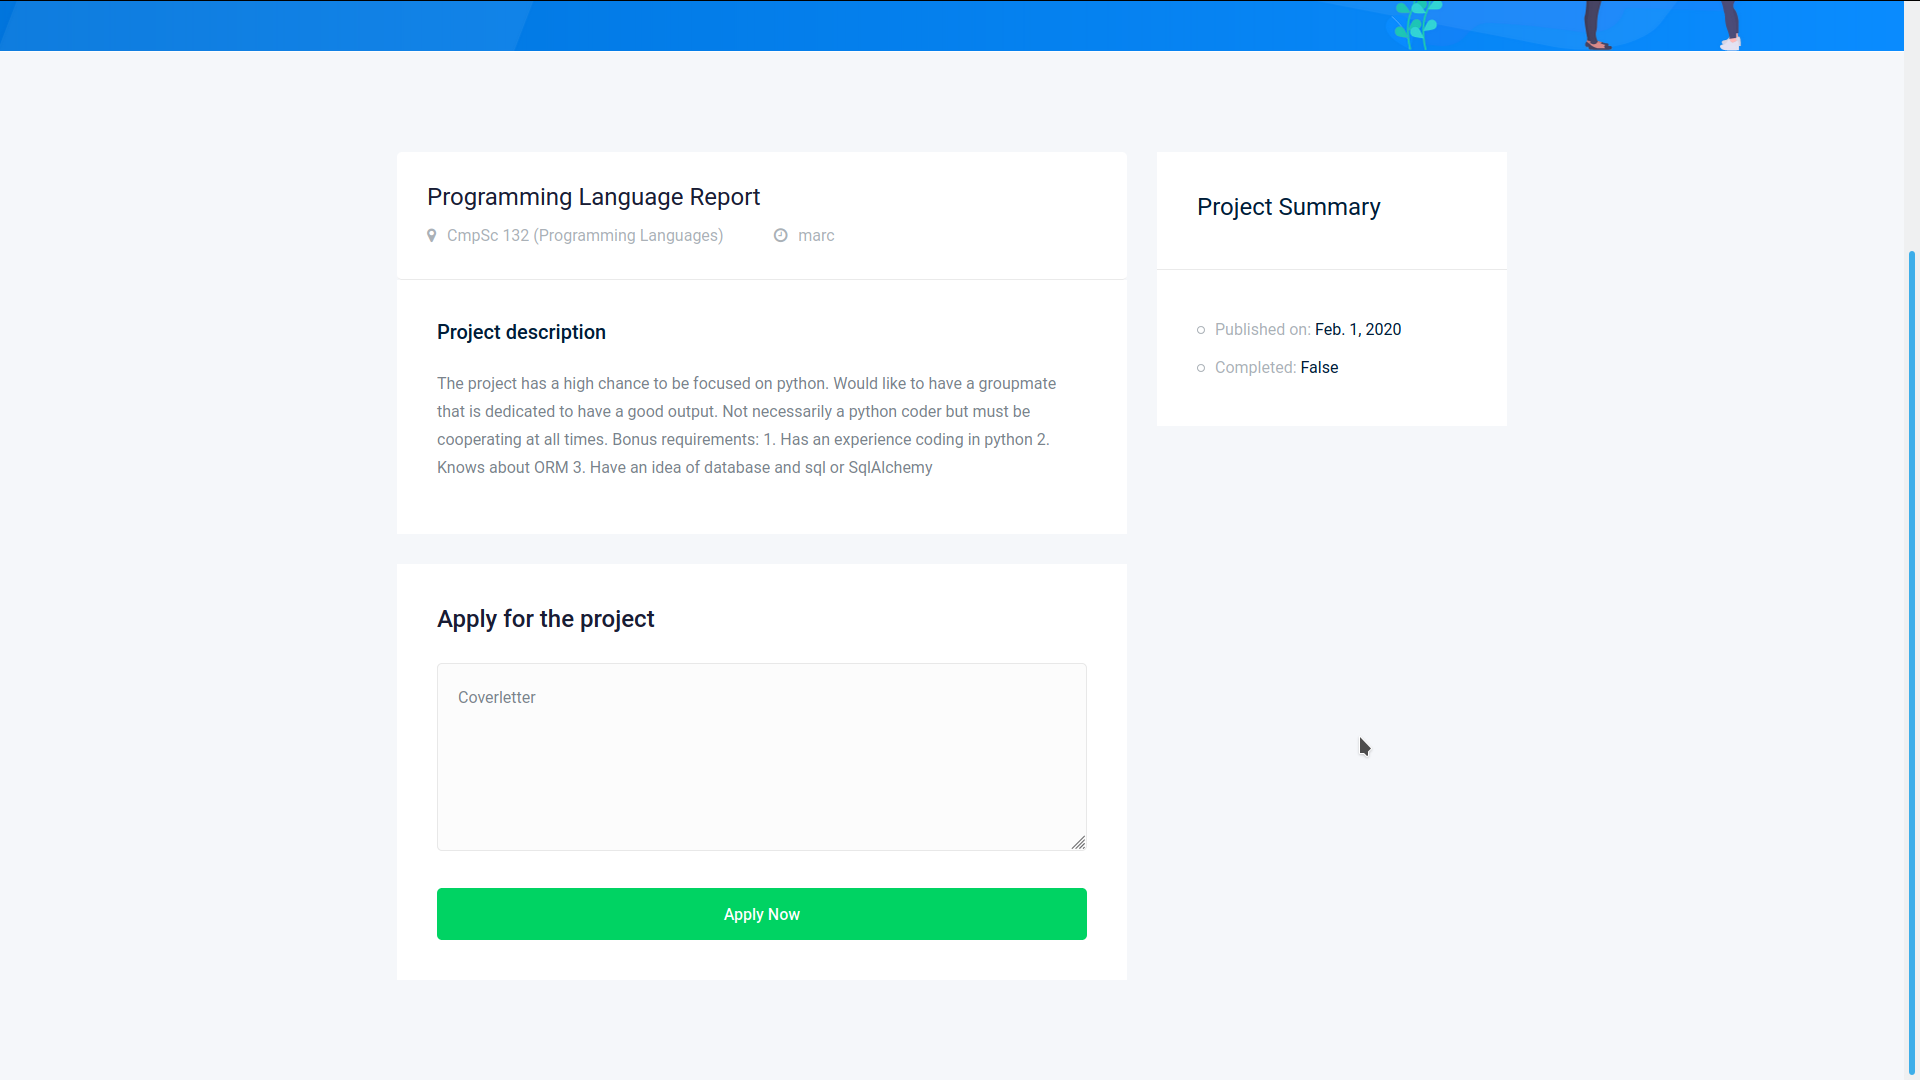 Programming Language Report
CmpSc 132 (Programming Languages) marc
Project description
The project has a high chance to be focused on python. Would like to have a groupmate
that is dedicated to have a good output. Not necessarily a python coder but must be
cooperating at all times. Bonus requirements: 1. Has an experience coding in python 2.
Knows about ORM 3. Have an idea of database and sql or SqlAlchemy
Apply for the project
Coverletter
Apply Now
Project Summary
Published on: Feb. 1, 2020
Completed: False